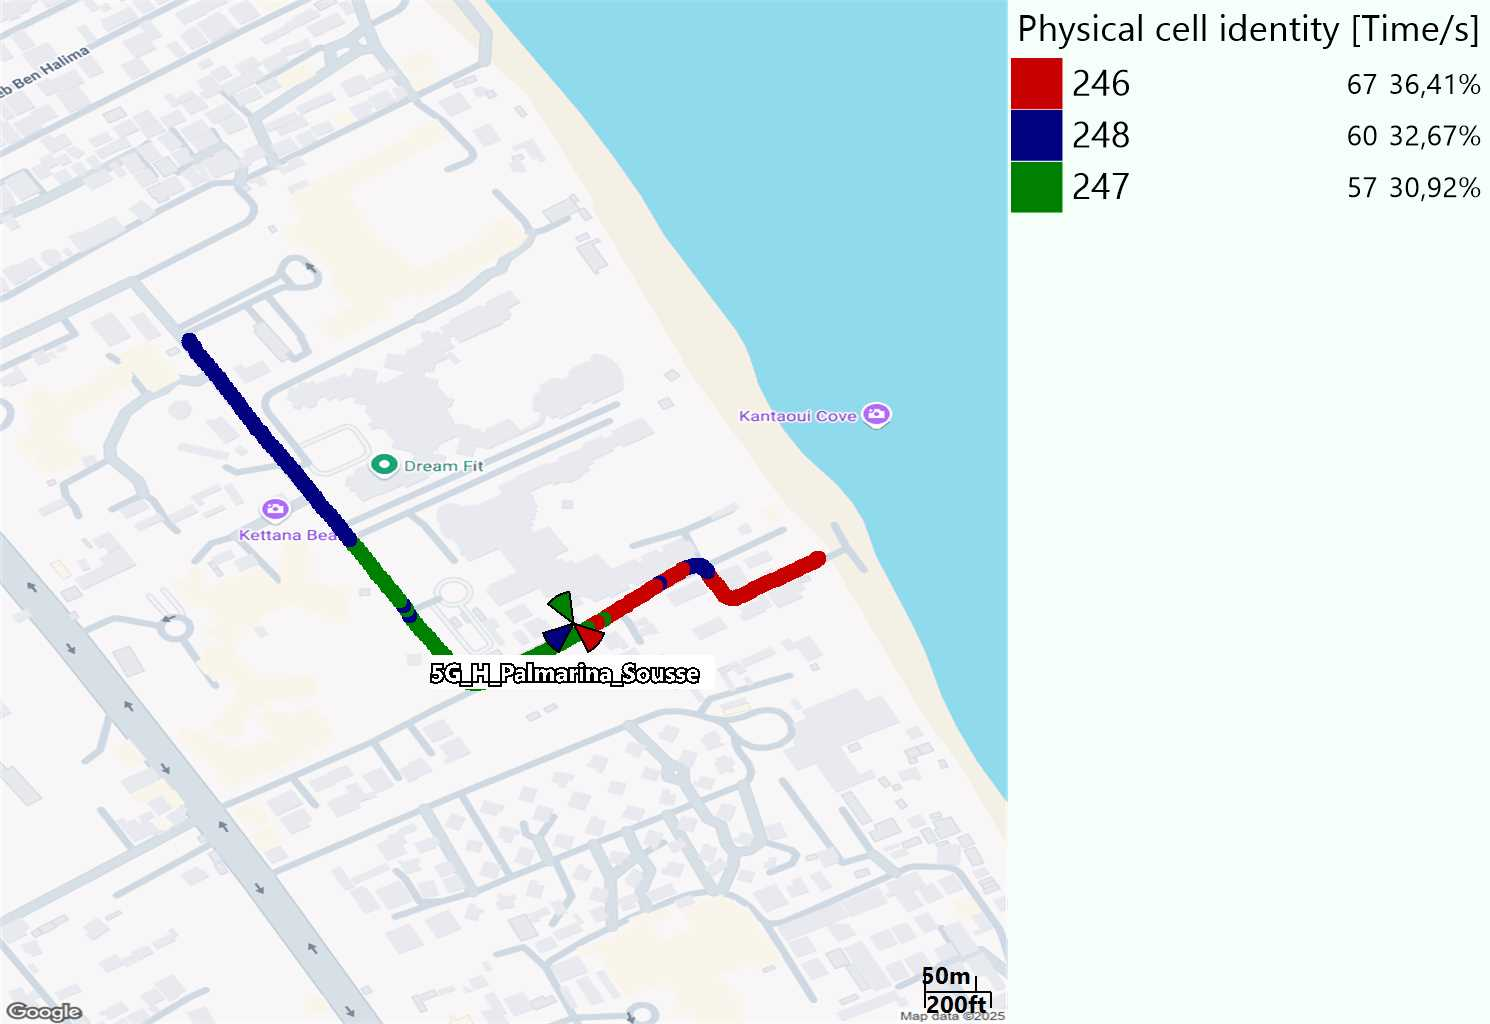 Physical cell identity [Time/s]
246 67 36,41%
248 60 32,67%
247 57 30,92%
eb Ben Halima
Kantaoui Cove
Dream Fit
Kettana Bea
5G_H_Palmarina_Sousse
50m
200ft
Google
Map data ©2025